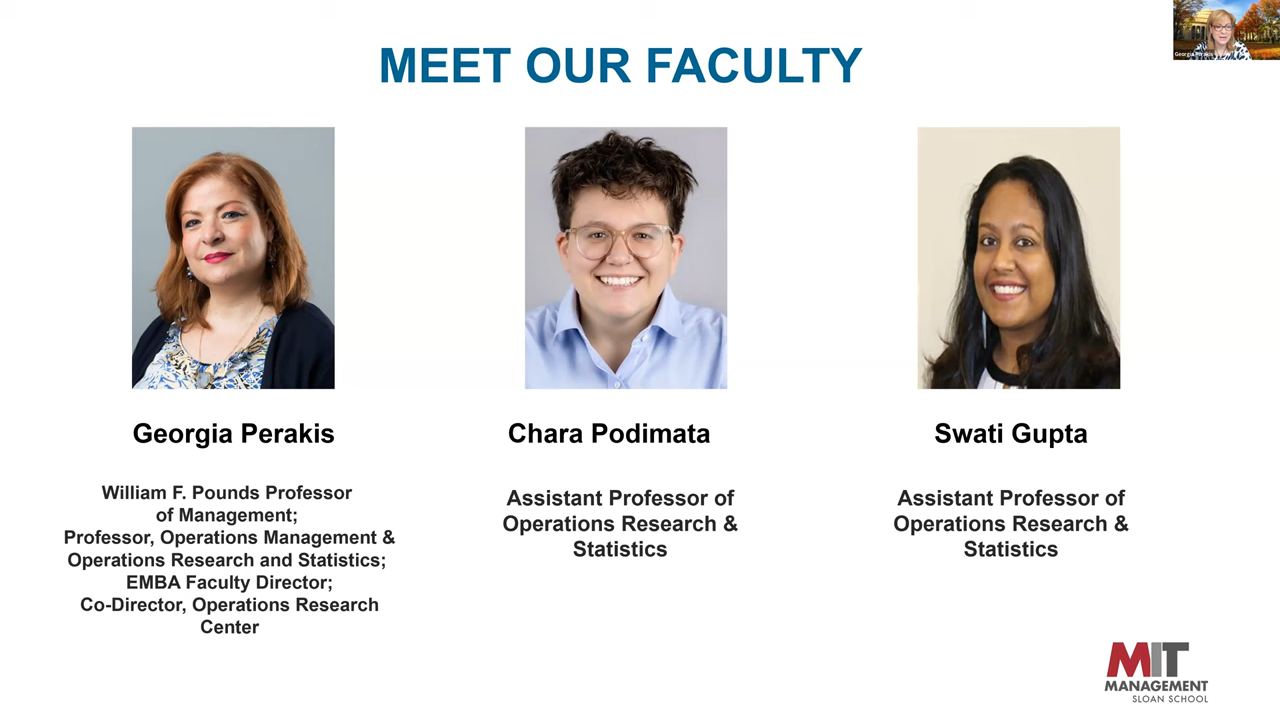 MEET OUR FACULTY
Georgia Perakis
William F. Pounds Professor
of Management;
Professor, Operations Management &
Operations Research and Statistics;
EMBA Faculty Director;
Co-Director, Operations Research
Center
Chara Podimata
Assistant Professor of
Operations Research &
Statistics
Swati Gupta
Assistant Professor of
Operations Research &
Statistics
MIT
MANAGEMENT
SLOAN SCHOOL